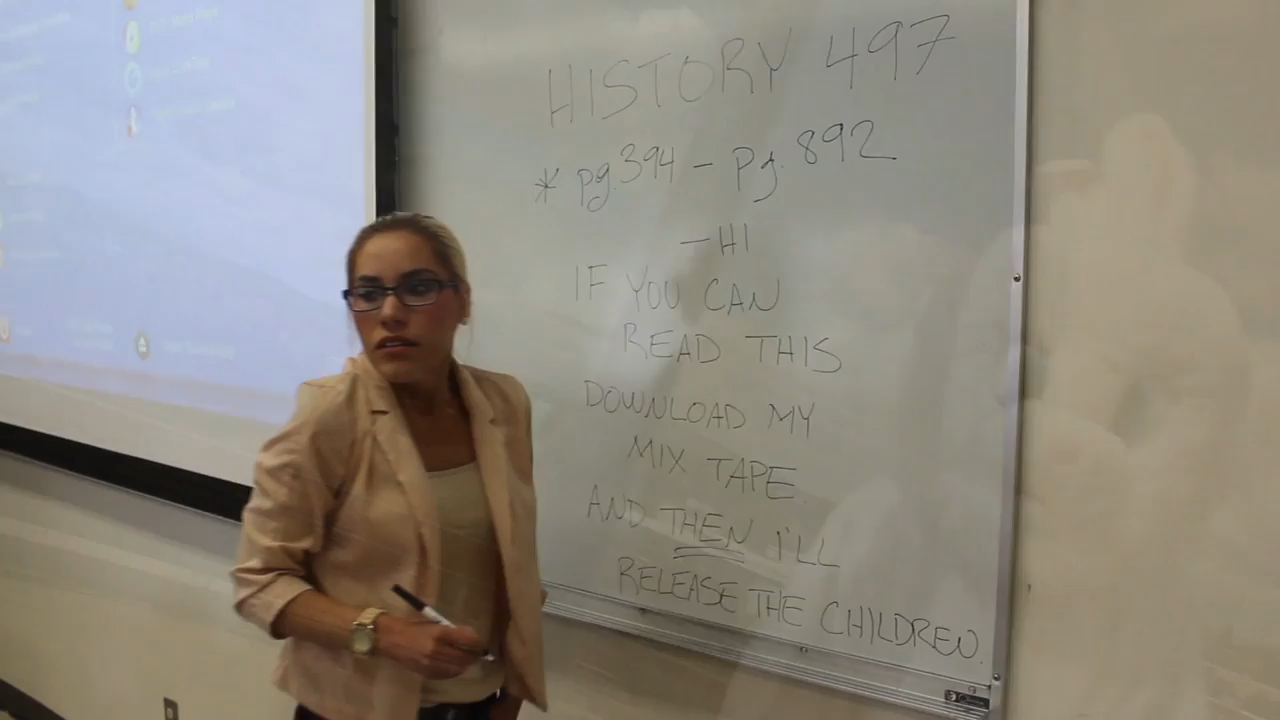 HISTORY 497
* pg.394 - pg.892
-HI
IF YOU CAN
READ THIS
DOWNLOAD MY
MIX TAPE.
AND THEN I'LL
RELEASE THE CHILDREN.